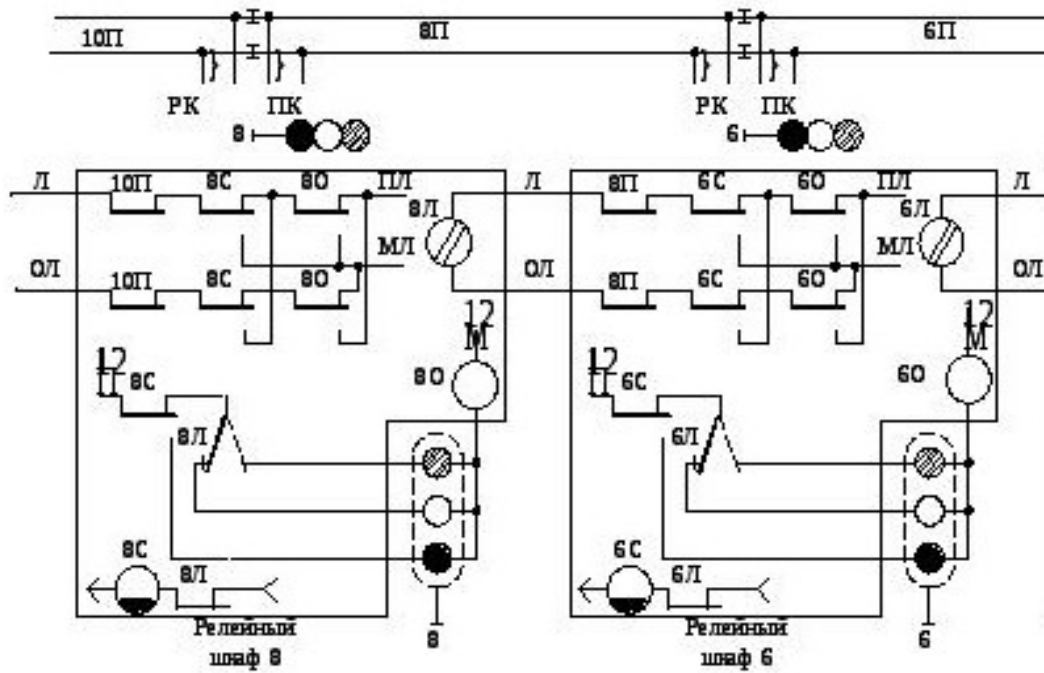 10П 8П 6П
РК ПК РК ПК
8 6
Л 10П 8С 8О ПЛ 8Л Л 8П 6С 6О ПЛ 6Л Л
МЛ МЛ
ОЛ 10П 8С 8О ОЛ 8П 6С 6О ОЛ
12 М 12 М
12 П 8С 8О 12 П 6С 6О
8Л 6Л
8С 8Л 6С 6Л
Релейный 8 Релейный 6
шкаф 8 шкаф 6